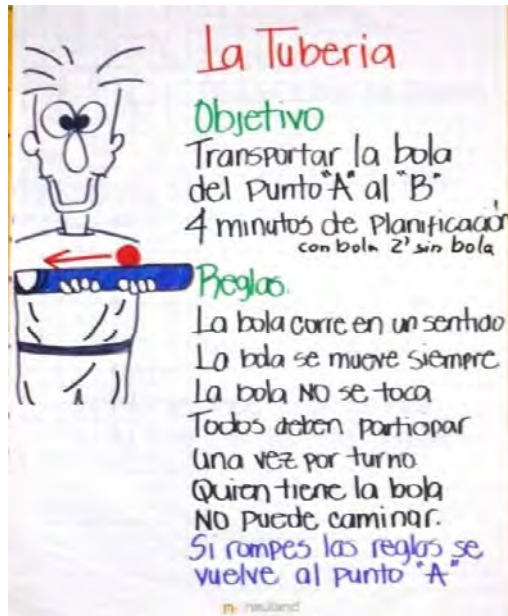 La Tuberia
Objetivo
Transportar la bola
del Punto "A" al "B"
4 minutos de Planificación
con bola 2' sin bola
Reglas.
La bola corre en un sentido
La bola se mueve siempre
La bola NO se toca
Todos deben participar
una vez por turno
Quien tiene la bola
NO Puede caminar.
Si rompes las reglas se
vuelve al punto "A"
neuland